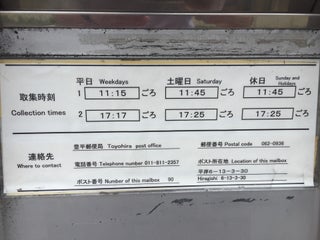 平日 Weekdays 土曜日 Saturday 休日 Sunday and Holidays
取集時刻 Collection times
1 11:15 ごろ 11:45 ごろ 11:45 ごろ
2 17:17 ごろ 17:25 ごろ 17:25 ごろ
連絡先 Where to contact
豊平郵便局 Toyohira post office 郵便番号 Postal code 062-0936
電話番号 Telephone number 011-811-2257 ポスト所在地 Location of this mailbox
平岸6-13-3-30
ポスト番号 Number of this mailbox 90 Hiragishi 6-13-3-30